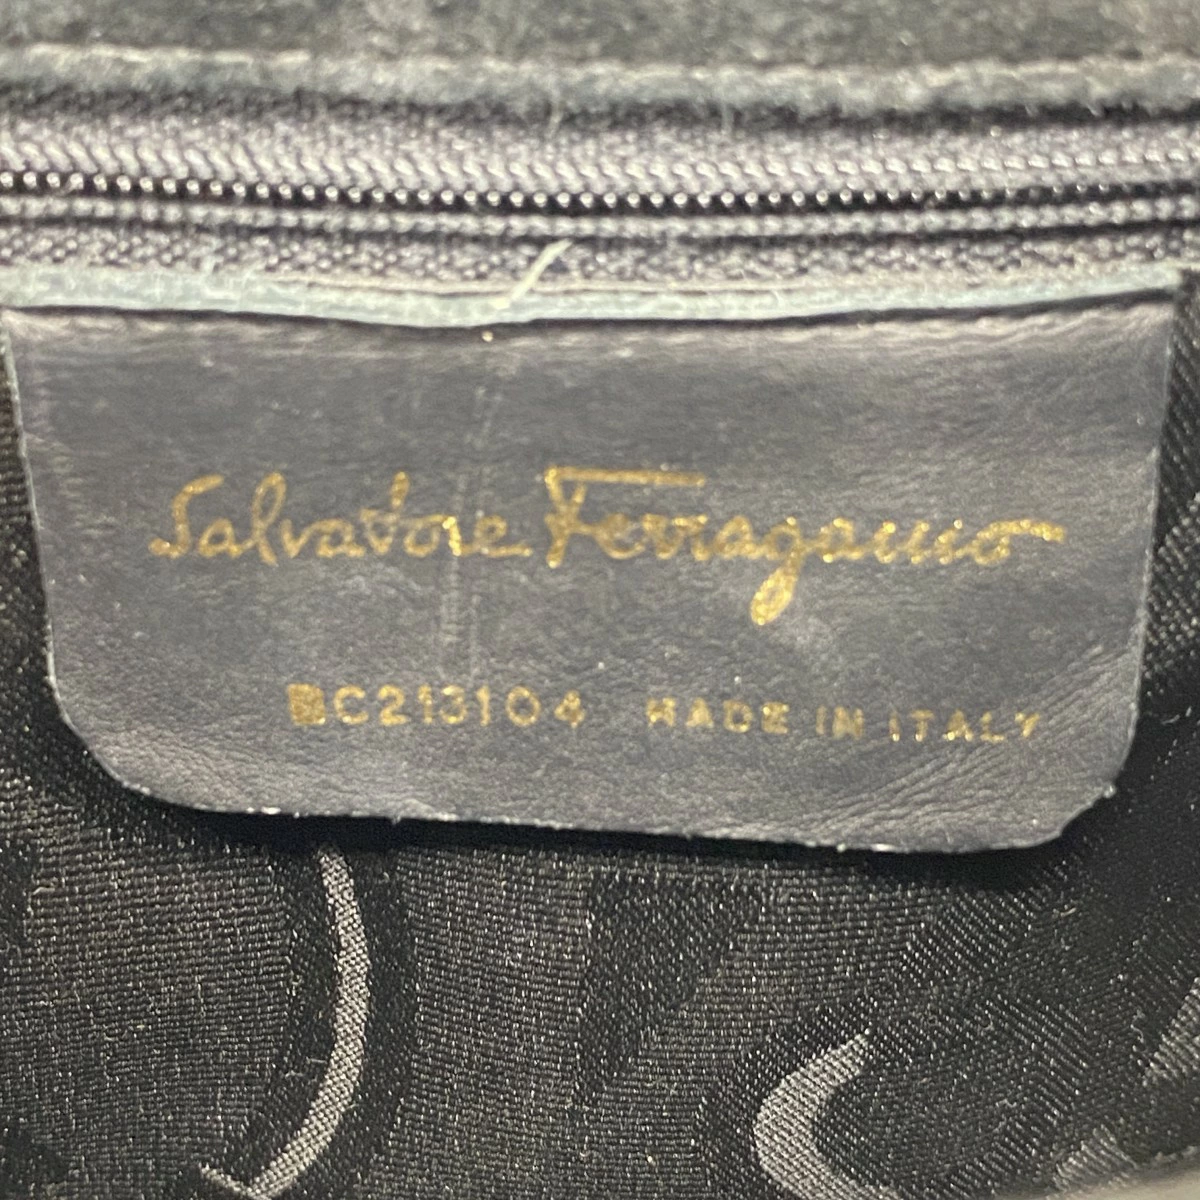 Salvatore Ferragamo
BC213104 MADE IN ITALY